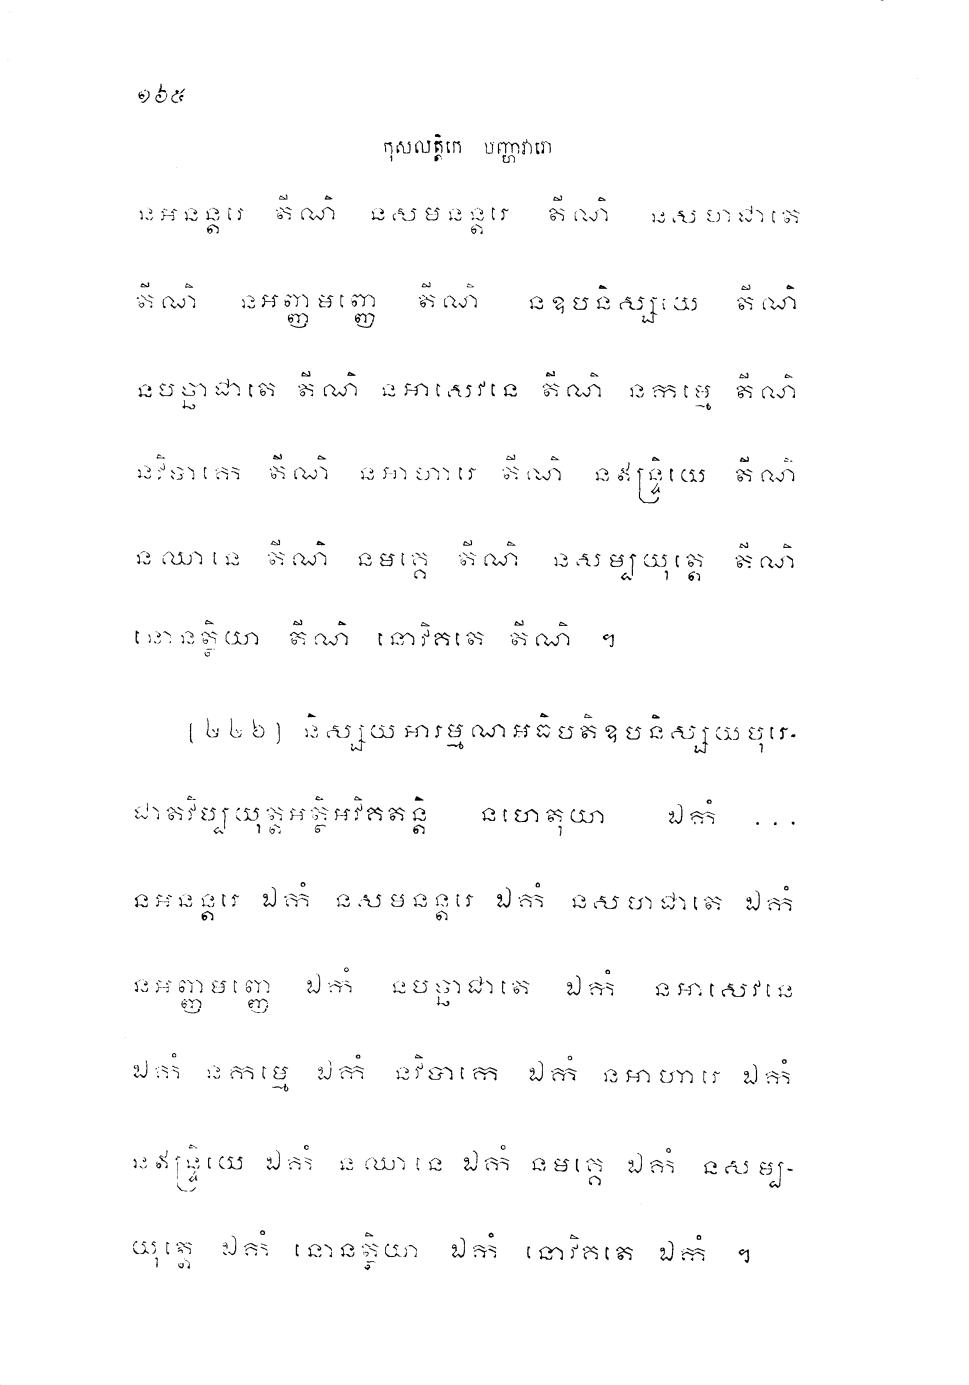 ១៦៥
កុសលត្តិកេ បញ្ហាវារោ
នអនន្តរេ តីណិ នសមនន្តរេ តីណិ នសហជាតេ
តីណិ នអញ្ញមញ្ញេ តីណិ នឧបនិស្សយេ តីណិ
នបច្ឆាជាតេ តីណិ នអាសេវនេ តីណិ នកម្មេ តីណិ
នវិបាកេ តីណិ នអាហារេ តីណិ នឥន្ទ្រិយេ តីណិ
នឈានេ តីណិ នមគ្គេ តីណិ នសម្បយុត្តេ តីណិ
នោនត្ថិយា តីណិ នោវិគតេ តីណិ ។
(៤៤៦) និស្សយអារម្មណអធិបតិឧបនិស្សយបុរេ-
ជាតវិប្បយុត្តអត្ថិអវិគតន្តិ នហេតុយា ឯកំ ...
នអនន្តរេ ឯកំ នសមនន្តរេ ឯកំ នសហជាតេ ឯកំ
នអញ្ញមញ្ញេ ឯកំ នបច្ឆាជាតេ ឯកំ នអាសេវនេ
ឯកំ នកម្មេ ឯកំ នវិបាកេ ឯកំ នអាហារេ ឯកំ
នឥន្ទ្រិយេ ឯកំ នឈានេ ឯកំ នមគ្គេ ឯកំ នសម្ប-
យុត្តេ ឯកំ នោនត្ថិយា ឯកំ នោវិគតេ ឯកំ ។